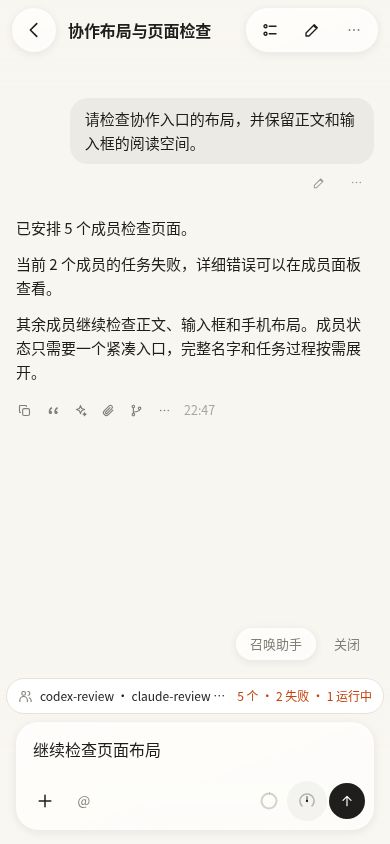 协作布局与页面检查
请检查协作入口的布局，并保留正文和输
入框的阅读空间。
已安排 5 个成员检查页面。
当前 2 个成员的任务失败，详细错误可以在成员面板
查看。
其余成员继续检查正文、输入框和手机布局。成员状
态只需要一个紧凑入口，完整名字和任务过程按需展
开。
22:47
召唤助手 关闭
codex-review · claude-review ··· 5 个 · 2 失败 · 1 运行中
继续检查页面布局
@